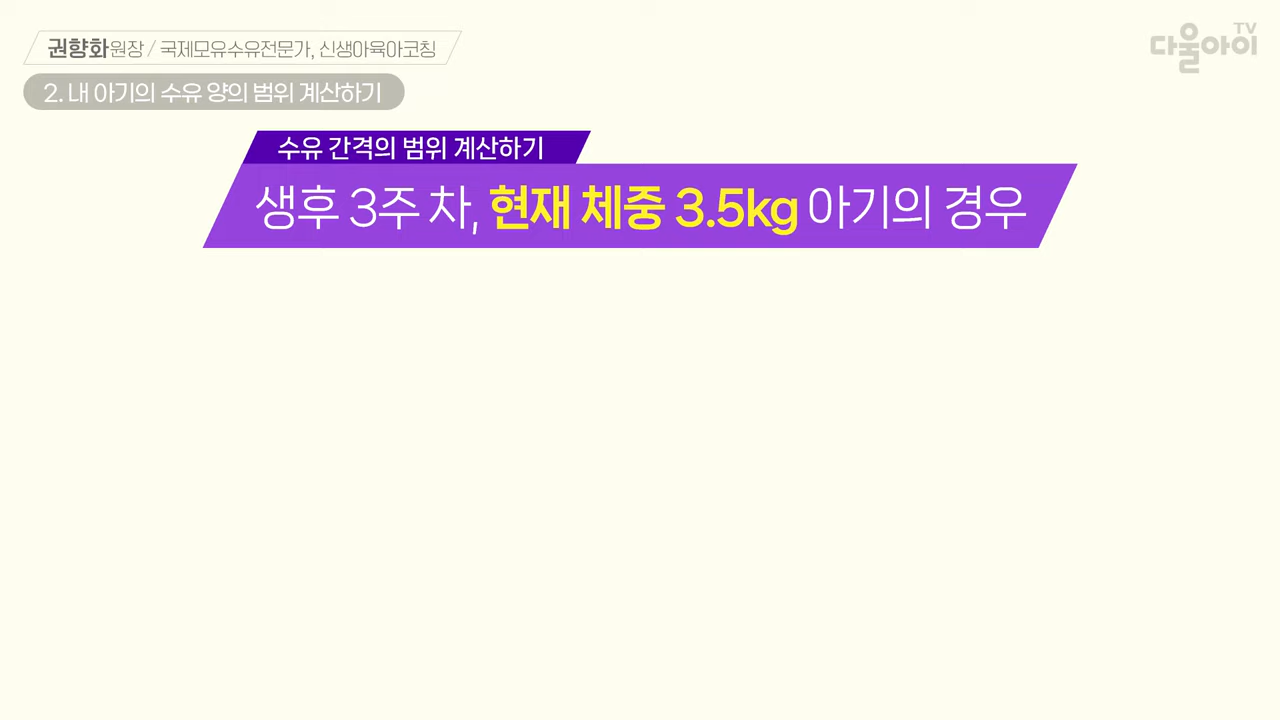 권향화원장 / 국제모유수유전문가, 신생아육아코칭
다울아이 TV
2. 내 아기의 수유 양의 범위 계산하기
수유 간격의 범위 계산하기
생후 3주 차, 현재 체중 3.5kg 아기의 경우